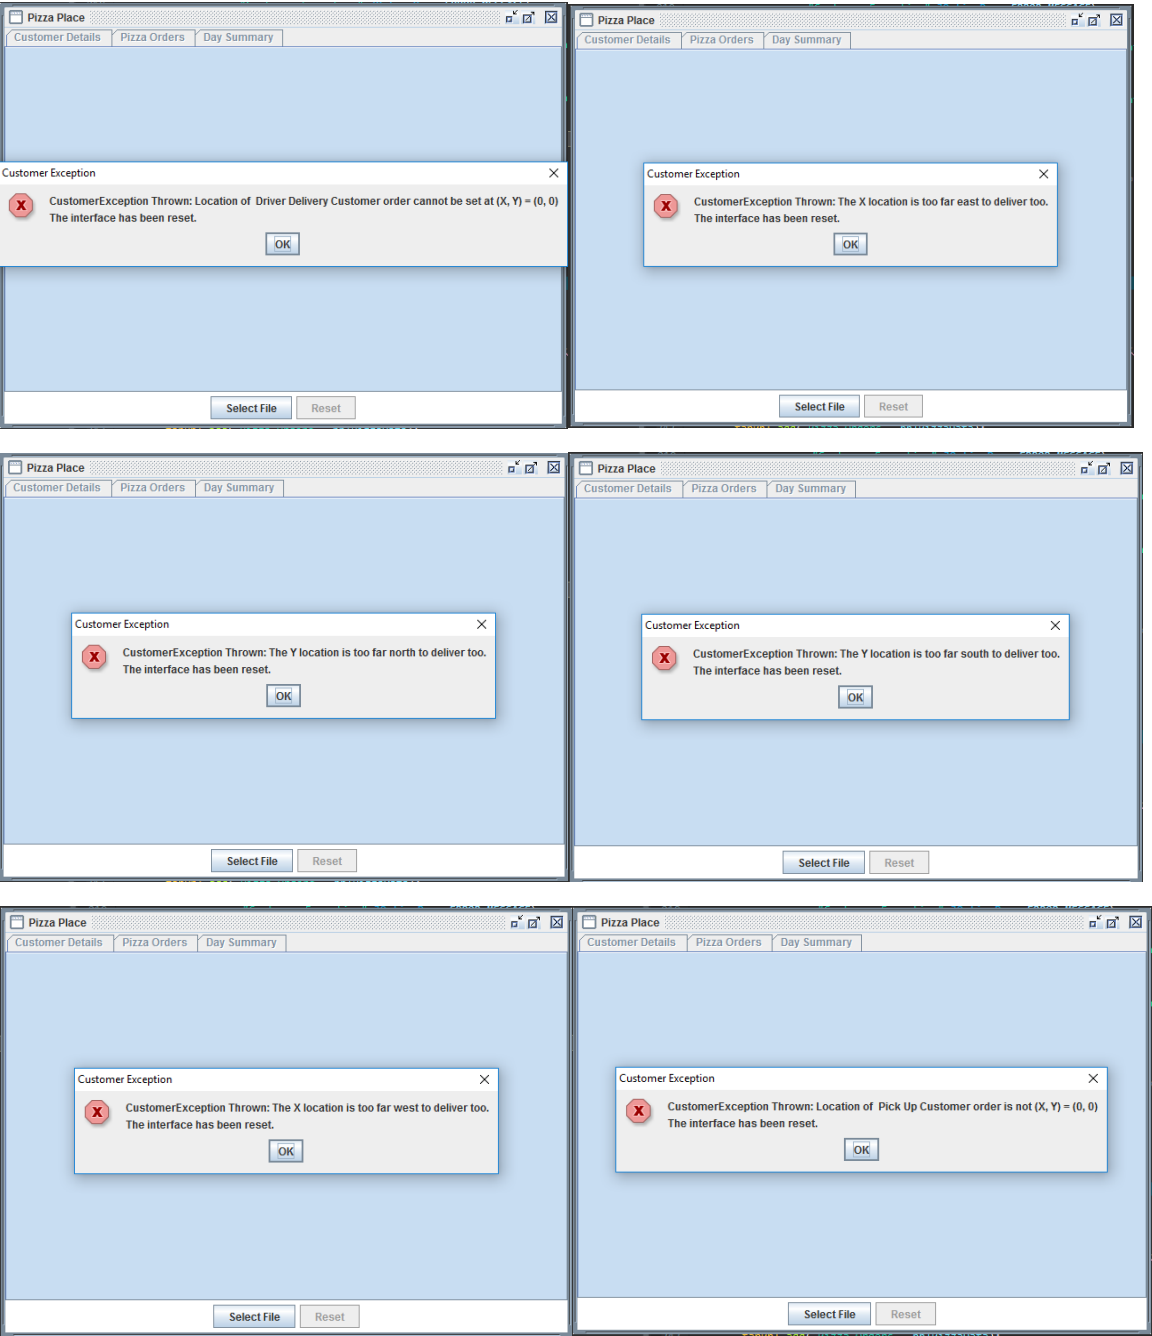 Pizza Place
Customer Details Pizza Orders Day Summary
Customer Exception
CustomerException Thrown: Location of  Driver Delivery Customer order cannot be set at (X, Y) = (0, 0)
The interface has been reset.
OK
Select File Reset
Pizza Place
Customer Details Pizza Orders Day Summary
Customer Exception
CustomerException Thrown: The X location is too far east to deliver too.
The interface has been reset.
OK
Select File Reset
Pizza Place
Customer Details Pizza Orders Day Summary
Customer Exception
CustomerException Thrown: The Y location is too far north to deliver too.
The interface has been reset.
OK
Select File Reset
Pizza Place
Customer Details Pizza Orders Day Summary
Customer Exception
CustomerException Thrown: The Y location is too far south to deliver too.
The interface has been reset.
OK
Select File Reset
Pizza Place
Customer Details Pizza Orders Day Summary
Customer Exception
CustomerException Thrown: The X location is too far west to deliver too.
The interface has been reset.
OK
Select File Reset
Pizza Place
Customer Details Pizza Orders Day Summary
Customer Exception
CustomerException Thrown: Location of  Pick Up Customer order is not (X, Y) = (0, 0)
The interface has been reset.
OK
Select File Reset